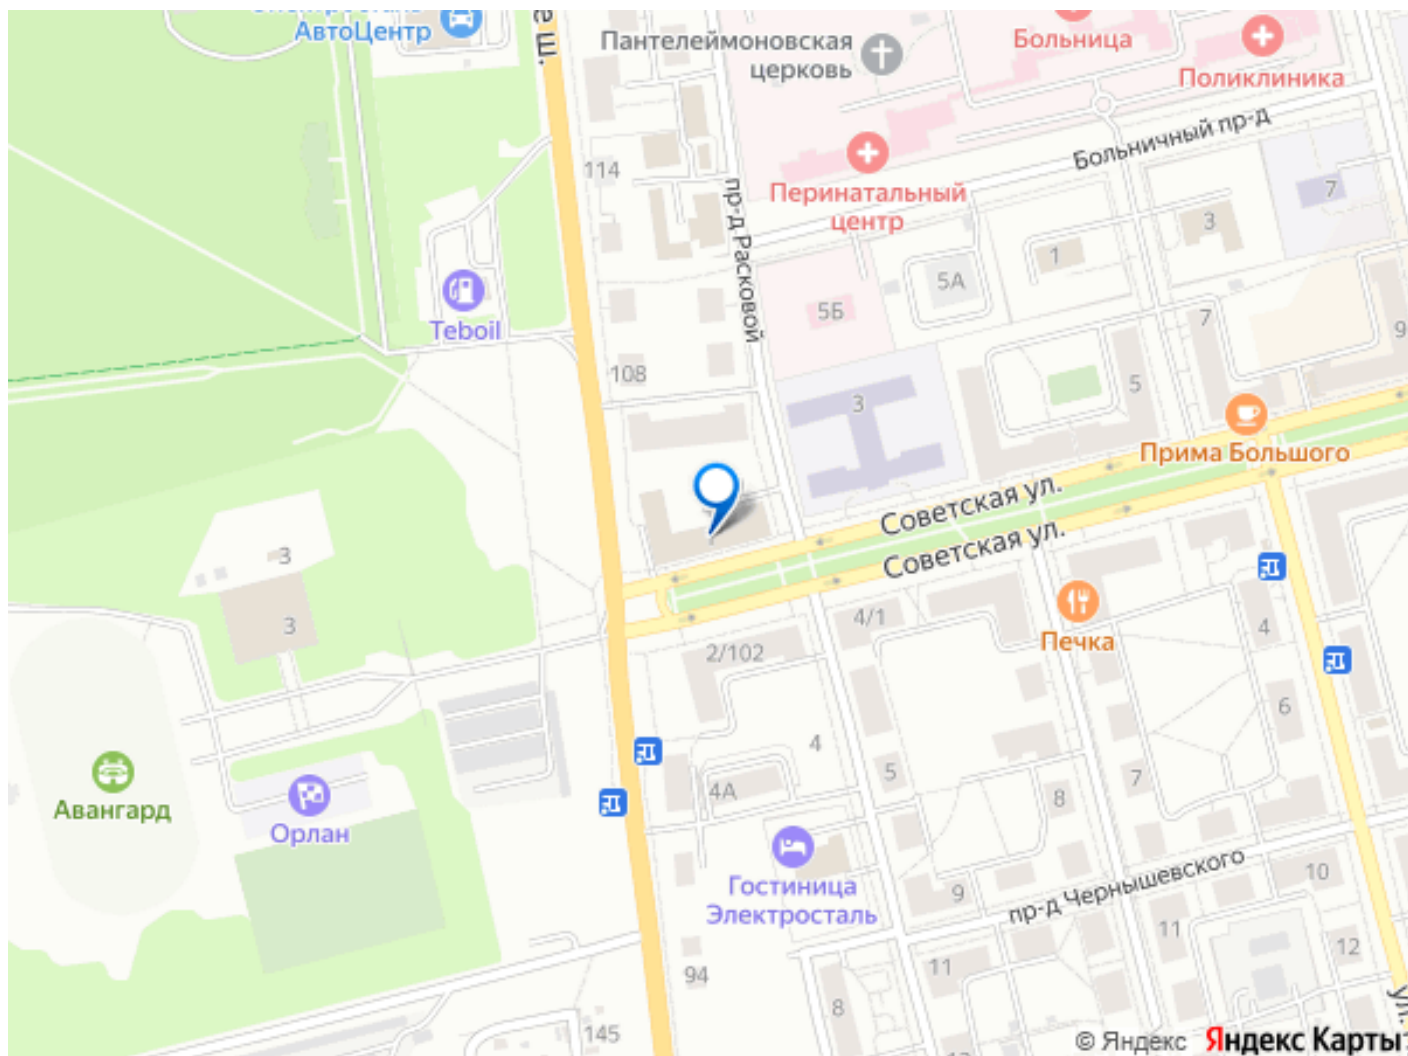 АвтоЦентр
ш.
Пантелеймоновская
церковь
Больница
Поликлиника
Больничный пр-д
114
Перинатальный
центр
пр-д Расковой
7
3
1
5А
5Б
Teboil
108
7
9
5
3
Прима Большого
Советская ул.
Советская ул.
3
3
4/1
2/102
Печка
4
6
4
5
7
8
4А
Авангард
Орлан
Гостиница
Электросталь
9
пр-д Чернышевского
10
11
12
94
11
8
145
ул.
© Яндекс
Яндекс Карты